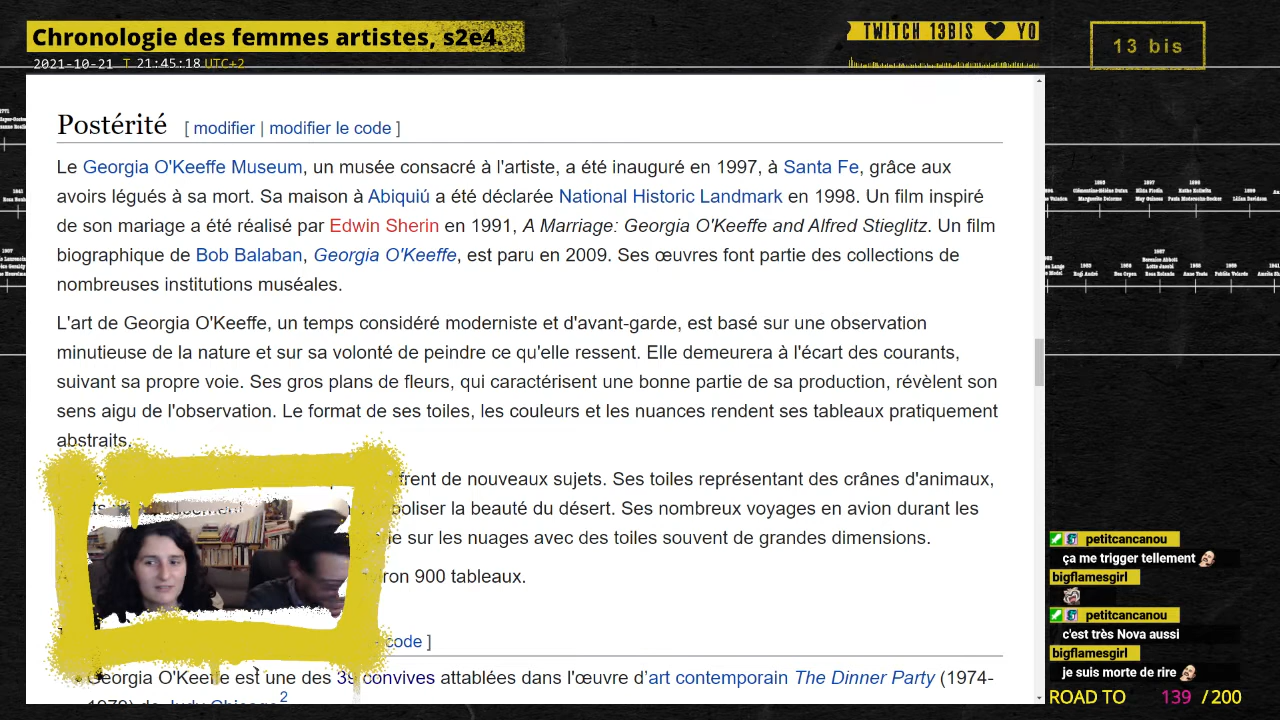 Chronologie des femmes artistes, s2e4.
2021-10-21 T 21:45:18 UTC+2
TWITCH 13BIS YO
13 bis
Postérité [ modifier | modifier le code ]
Le Georgia O'Keeffe Museum, un musée consacré à l'artiste, a été inauguré en 1997, à Santa Fe, grâce aux
avoirs légués à sa mort. Sa maison à Abiquiú a été déclarée National Historic Landmark en 1998. Un film inspiré
de son mariage a été réalisé par Edwin Sherin en 1991, A Marriage: Georgia O'Keeffe and Alfred Stieglitz. Un film
biographique de Bob Balaban, Georgia O'Keeffe, est paru en 2009. Ses œuvres font partie des collections de
nombreuses institutions muséales.
L'art de Georgia O'Keeffe, un temps considéré moderniste et d'avant-garde, est basé sur une observation
minutieuse de la nature et sur sa volonté de peindre ce qu'elle ressent. Elle demeurera à l'écart des courants,
suivant sa propre voie. Ses gros plans de fleurs, qui caractérisent une bonne partie de sa production, révèlent son
sens aigu de l'observation. Le format de ses toiles, les couleurs et les nuances rendent ses tableaux pratiquement
abstraits.
frent de nouveaux sujets. Ses toiles représentant des crânes d'animaux,
boliser la beauté du désert. Ses nombreux voyages en avion durant les
sur les nuages avec des toiles souvent de grandes dimensions.
900 tableaux.
code ]
Georgia O'Keeffe est une des 39 convives attablées dans l'œuvre d'art contemporain The Dinner Party (1974-
1979) de Judy Chicago 2
petitcancanou
ça me trigger tellement
bigflamesgirl
petitcancanou
c'est très Nova aussi
bigflamesgirl
je suis morte de rire
ROAD TO 139 / 200